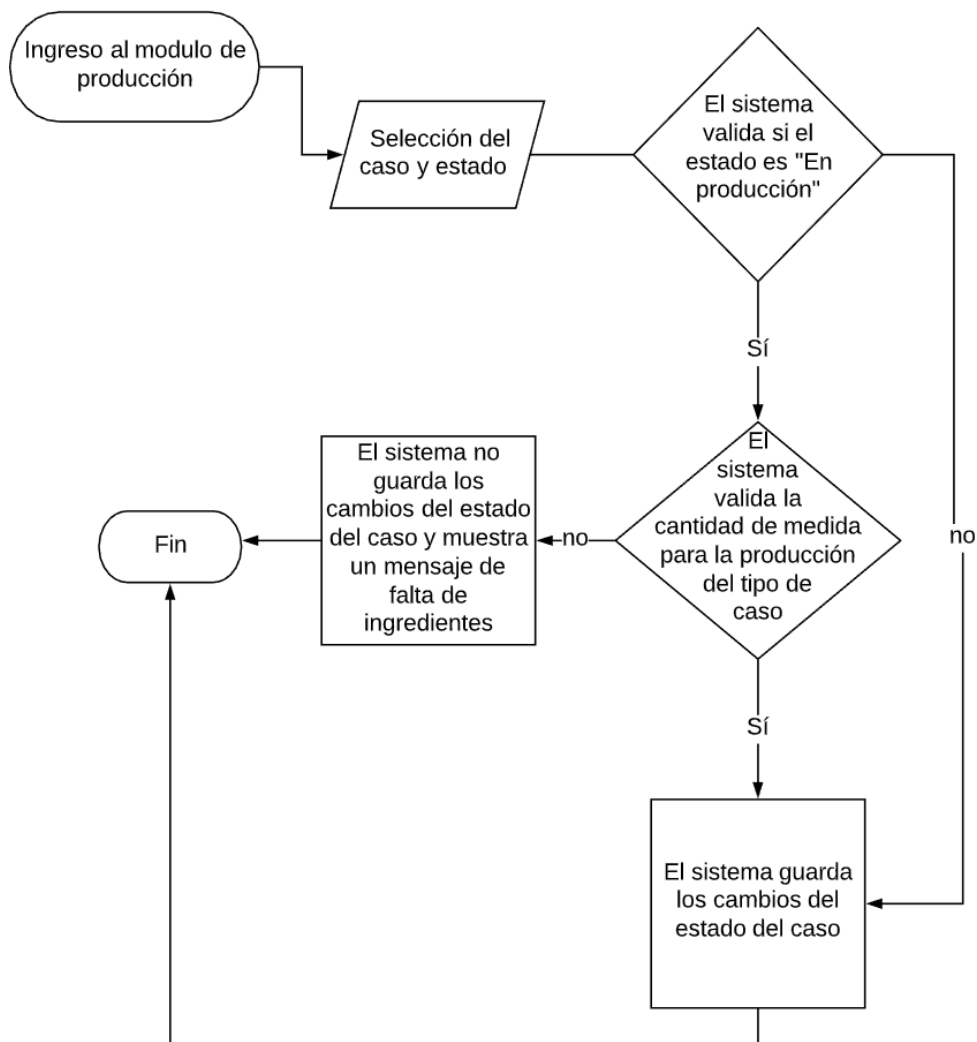 Ingreso al modulo de
producción
Selección del
caso y estado
El sistema
valida si el
estado es "En
producción"
Sí
no
El
sistema
valida la
cantidad de medida
para la producción
del tipo de
caso
no
El sistema no
guarda los
cambios del estado
del caso y muestra
un mensaje de
falta de
ingredientes
Fin
Sí
El sistema guarda
los cambios del
estado del caso